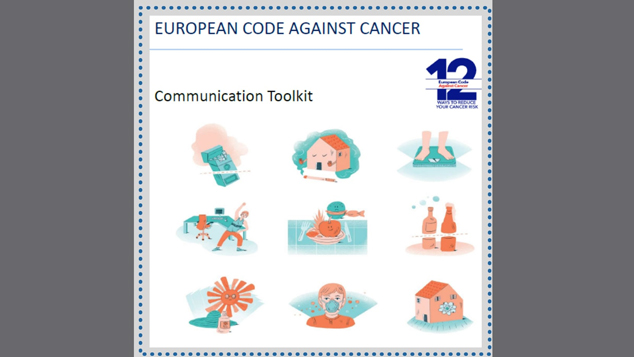 EUROPEAN CODE AGAINST CANCER
12
European Code
Against Cancer
WAYS TO REDUCE
YOUR CANCER RISK
Communication Toolkit